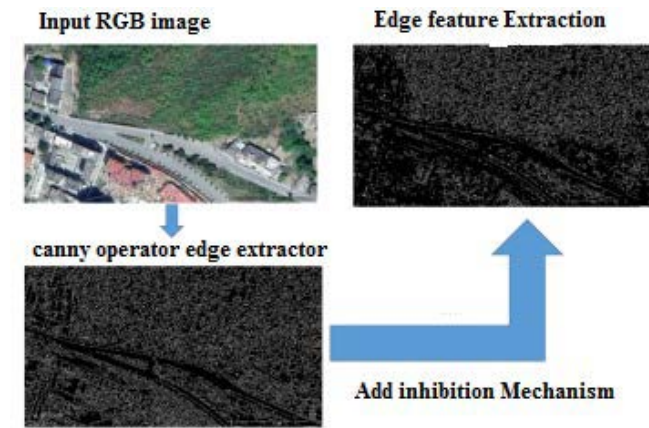 Input RGB image
Edge feature Extraction
canny operator edge extractor
Add inhibition Mechanism